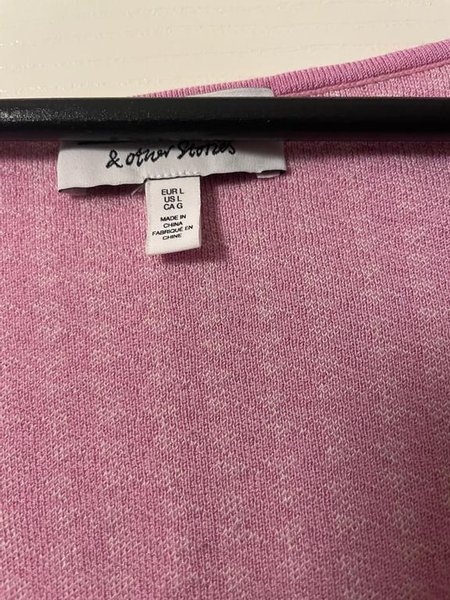 & other Stories
EUR L
US L
CA G
MADE IN
CHINA
FABRIQUÉ EN
CHINE